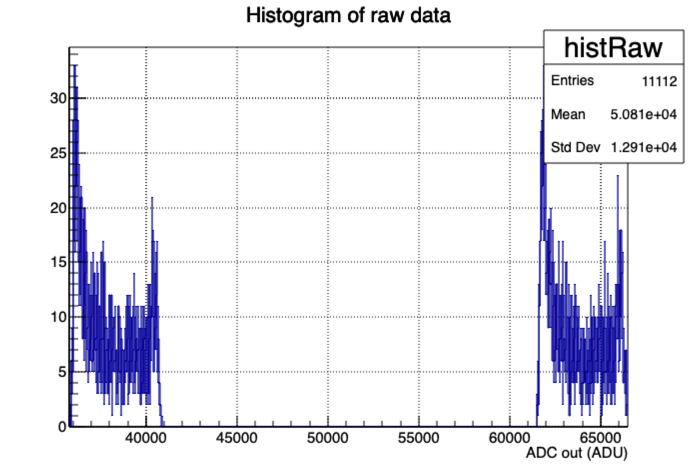 Histogram of raw data
histRaw
Entries 11112
Mean 5.081e+04
Std Dev 1.291e+04
30
25
20
15
10
5
0
40000 45000 50000 55000 60000 65000
ADC out (ADU)